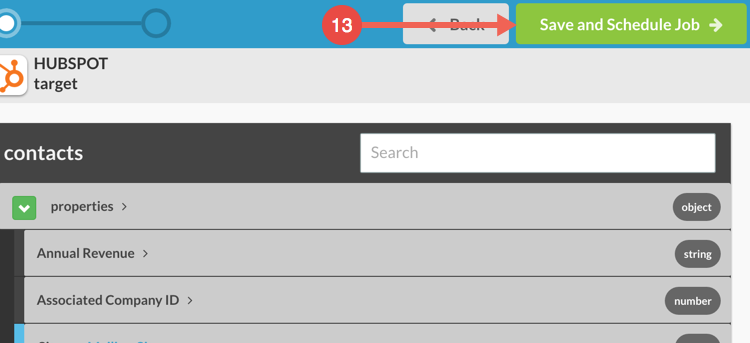 13
Back
Save and Schedule Job
HUBSPOT
target
contacts
Search
properties
object
Annual Revenue
string
Associated Company ID
number